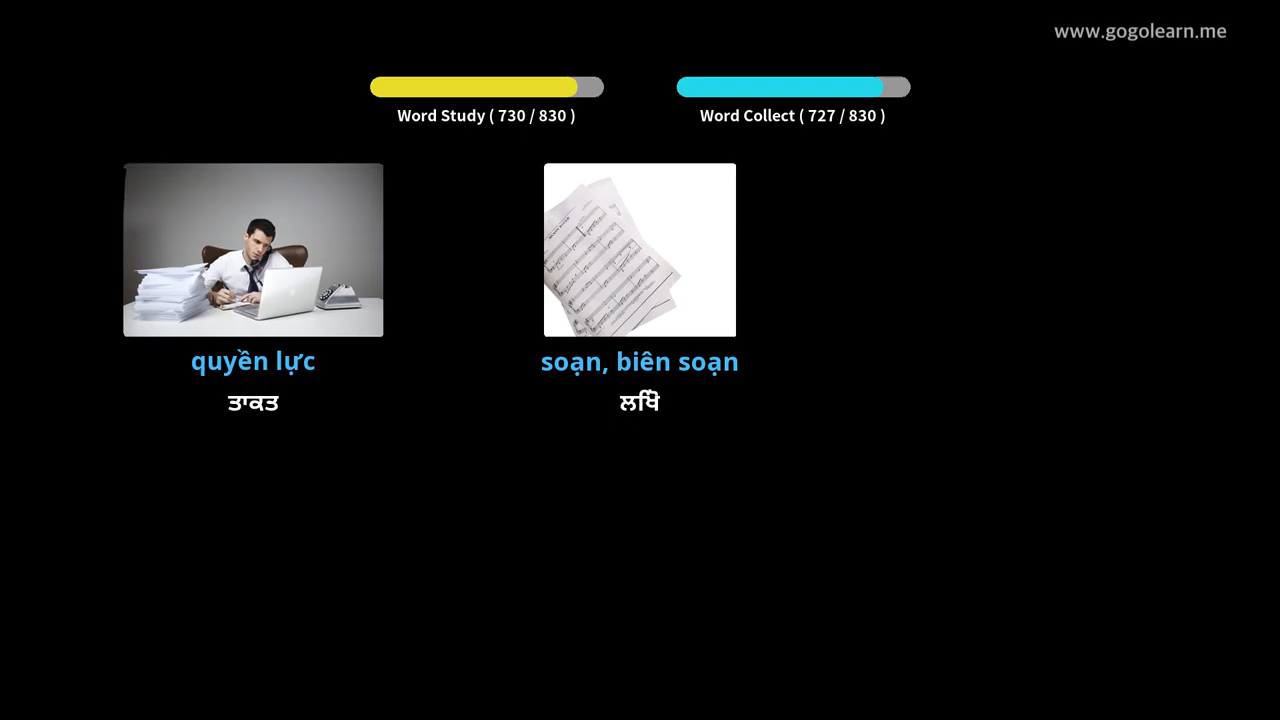 www.gogolearn.me
Word Study ( 730 / 830 )
Word Collect ( 727 / 830 )
quyền lực
ਤਾਕਤ
soạn, biên soạn
ਲਿਖੋ